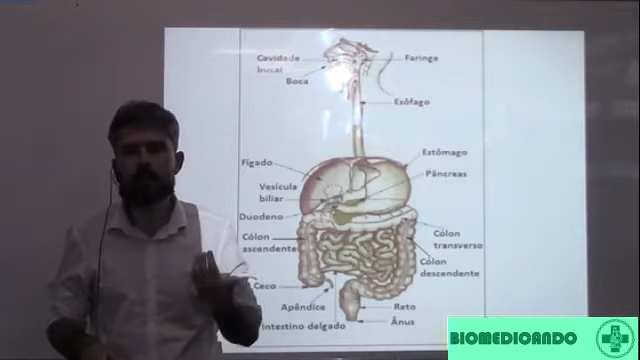 Cavidade
bucal
Faringe
Boca
Esôfago
Estômago
Fígado
Pâncreas
Vesícula
biliar
Duodeno
Cólon
ascendente
Cólon
transverso
Cólon
descendente
Ceco
Apêndice
Reto
Intestino delgado
Ânus
BIOMEDICANDO